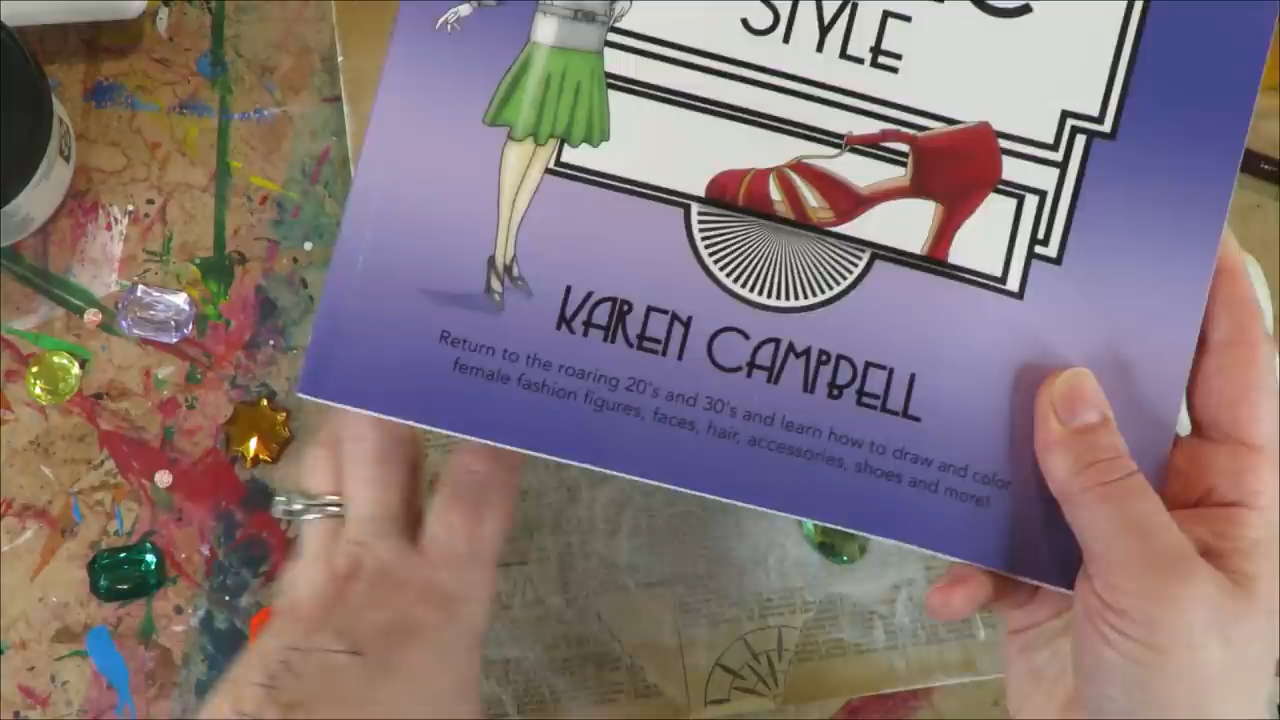 STYLE
KAREN CAMPBELL
Return to the roaring 20's and 30's and learn how to draw and color
female fashion figures, faces, hair, accessories, shoes and more!